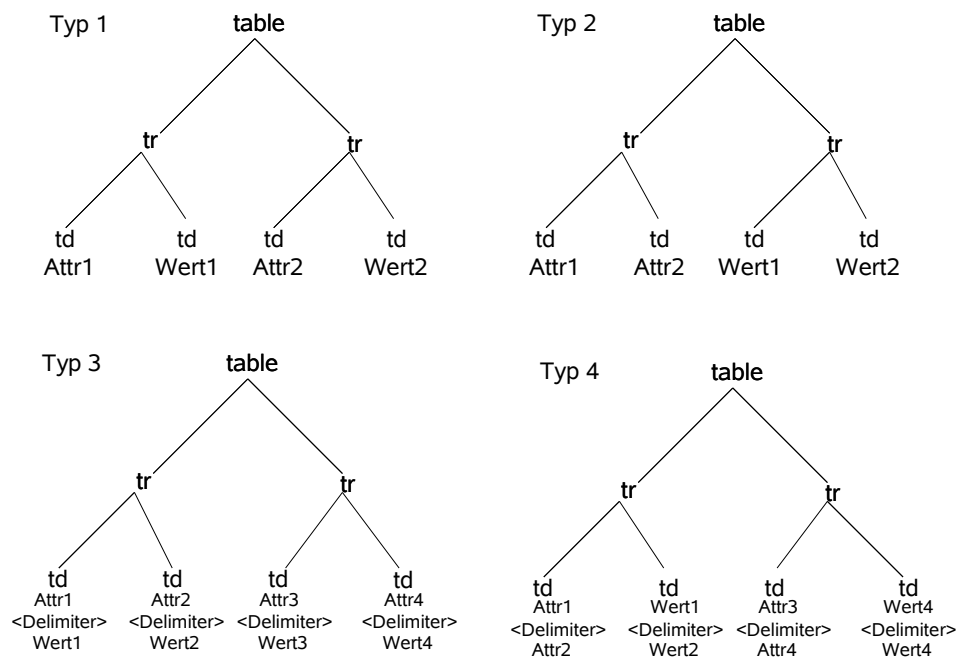 Typ 1
table
tr tr
td td td td
Attr1 Wert1 Attr2 Wert2
Typ 2
table
tr tr
td td td td
Attr1 Attr2 Wert1 Wert2
Typ 3
table
tr tr
td td td td
Attr1 Attr2 Attr3 Attr4
<Delimiter> <Delimiter> <Delimiter> <Delimiter>
Wert1 Wert2 Wert3 Wert4
Typ 4
table
tr tr
td td td td
Attr1 Wert1 Attr3 Wert4
<Delimiter> <Delimiter> <Delimiter> <Delimiter>
Attr2 Wert2 Attr4 Wert4